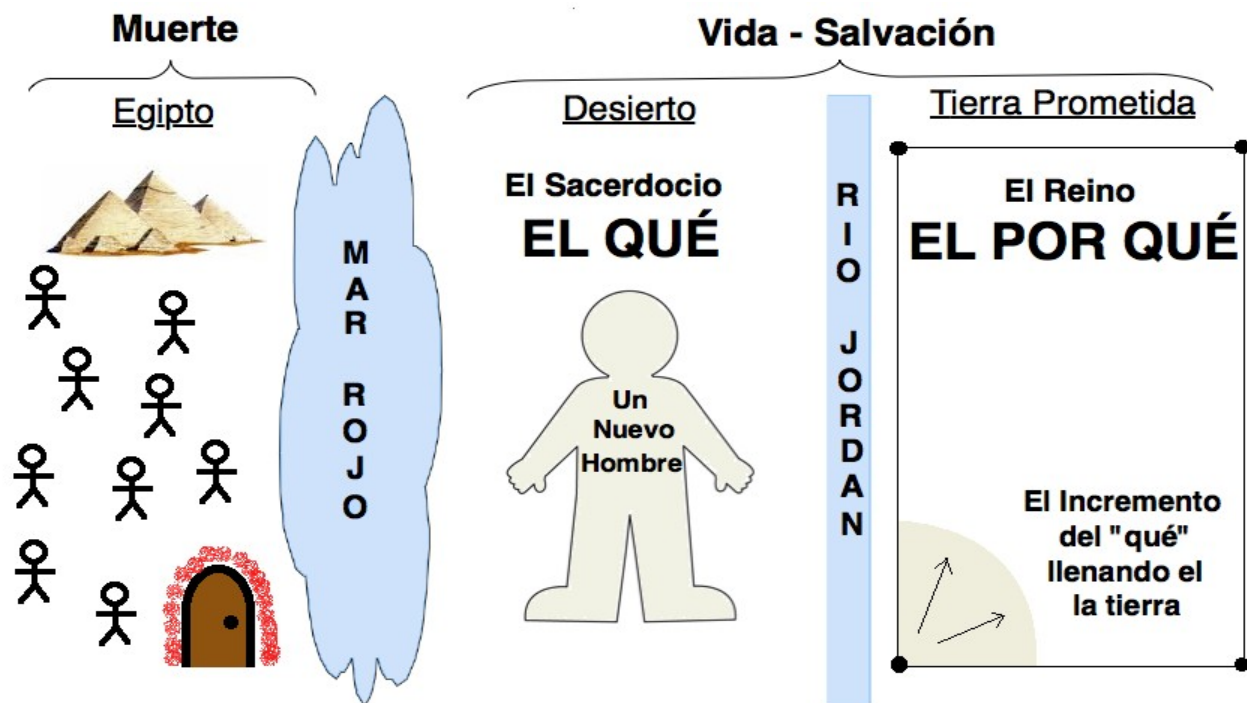 Muerte
Vida - Salvación
Egipto
Desierto
Tierra Prometida
MAR ROJO
El Sacerdocio
EL QUÉ
Un
Nuevo
Hombre
RIO JORDAN
El Reino
EL POR QUÉ
El Incremento
del "qué"
llenando el
la tierra